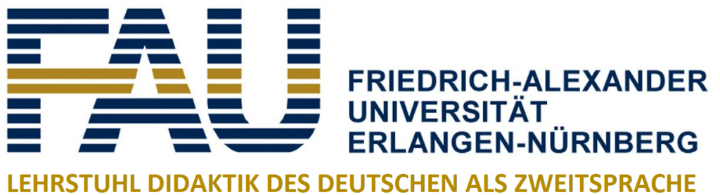 FAU
FRIEDRICH-ALEXANDER
UNIVERSITÄT
ERLANGEN-NÜRNBERG
LEHRSTUHL DIDAKTIK DES DEUTSCHEN ALS ZWEITSPRACHE